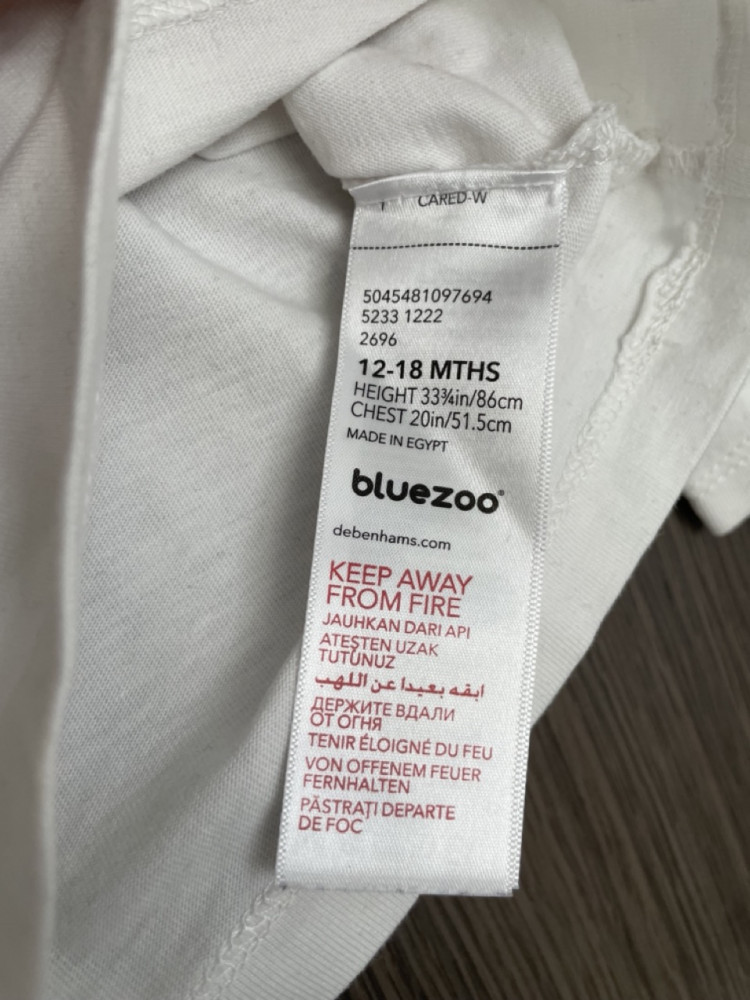 CARED-W
5045481097694
5233 1222
2696
12-18 MTHS
HEIGHT 33¾in/86cm
CHEST 20in/51.5cm
MADE IN EGYPT
bluezoo®
debenhams.com
KEEP AWAY
FROM FIRE
JAUHKAN DARI API
ATEŞTEN UZAK
TUTUNUZ
ابقه بعيدا عن اللهب
ДЕРЖИТЕ ВДАЛИ
ОТ ОГНЯ
TENIR ÉLOIGNÉ DU FEU
VON OFFENEM FEUER
FERNHALTEN
PĂSTRAȚI DEPARTE
DE FOC